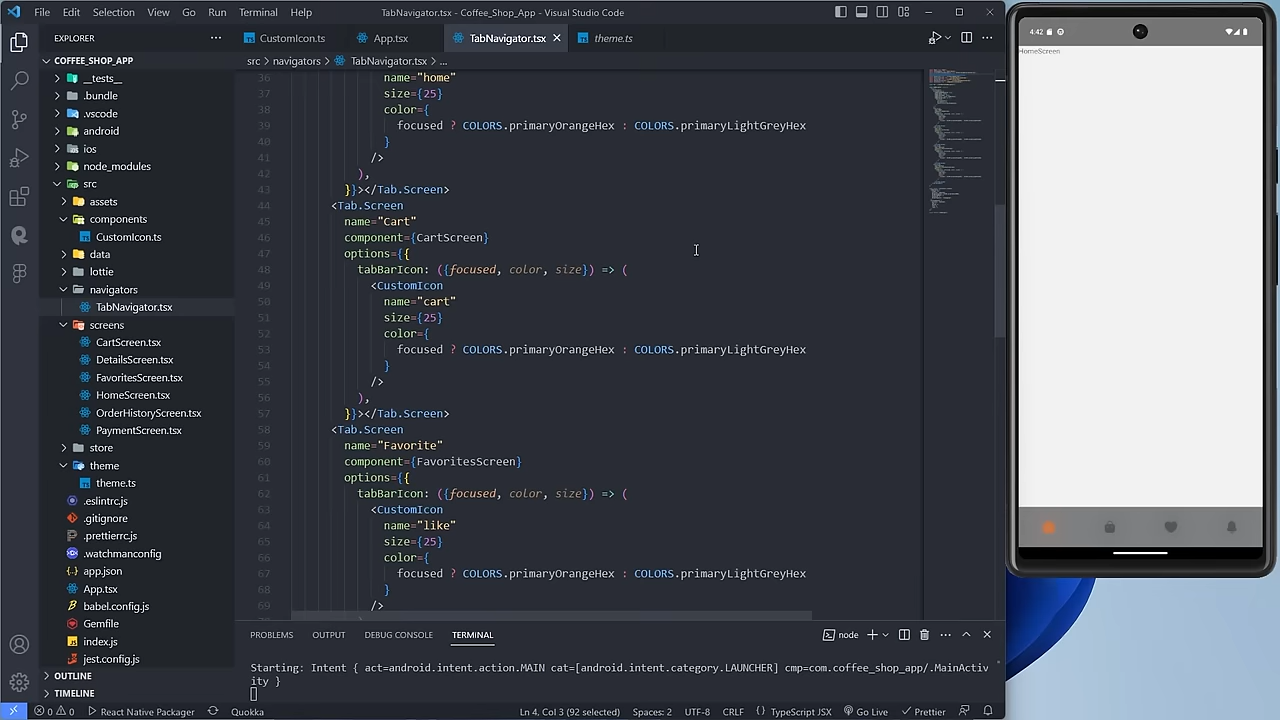 File Edit Selection View Go Run Terminal Help
TabNavigator.tsx - Coffee_Shop_App - Visual Studio Code
EXPLORER
COFFEE_SHOP_APP
__tests__
.bundle
.vscode
android
ios
node_modules
src
assets
components
CustomIcon.ts
data
lottie
navigators
TabNavigator.tsx
screens
CartScreen.tsx
DetailsScreen.tsx
FavoritesScreen.tsx
HomeScreen.tsx
OrderHistoryScreen.tsx
PaymentScreen.tsx
store
theme
theme.ts
.eslintrc.js
.gitignore
.prettierrc.js
.watchmanconfig
app.json
App.tsx
babel.config.js
Gemfile
index.js
jest.config.js
OUTLINE
TIMELINE
CustomIcon.ts App.tsx TabNavigator.tsx theme.ts
src > navigators > TabNavigator.tsx > ...
36 name="home"
37 size={25}
38 color={
39 focused ? COLORS.primaryOrangeHex : COLORS.primaryLightGreyHex
40 }
41 />
42 ),
43 }}></Tab.Screen>
44 <Tab.Screen
45 name="Cart"
46 component={CartScreen}
47 options={{
48 tabBarIcon: ({focused, color, size}) => (
49 <CustomIcon
50 name="cart"
51 size={25}
52 color={
53 focused ? COLORS.primaryOrangeHex : COLORS.primaryLightGreyHex
54 }
55 />
56 ),
57 }}></Tab.Screen>
58 <Tab.Screen
59 name="Favorite"
60 component={FavoritesScreen}
61 options={{
62 tabBarIcon: ({focused, color, size}) => (
63 <CustomIcon
64 name="like"
65 size={25}
66 color={
67 focused ? COLORS.primaryOrangeHex : COLORS.primaryLightGreyHex
68 }
69 />
PROBLEMS OUTPUT DEBUG CONSOLE TERMINAL
node
Starting: Intent { act=android.intent.action.MAIN cat=[android.intent.category.LAUNCHER] cmp=com.coffee_shop_app/.MainActiv
ity }
0 0 React Native Packager Quokka Ln 4, Col 3 (92 selected) Spaces: 2 UTF-8 CRLF {} TypeScript JSX Go Live Prettier
4:42
HomeScreen